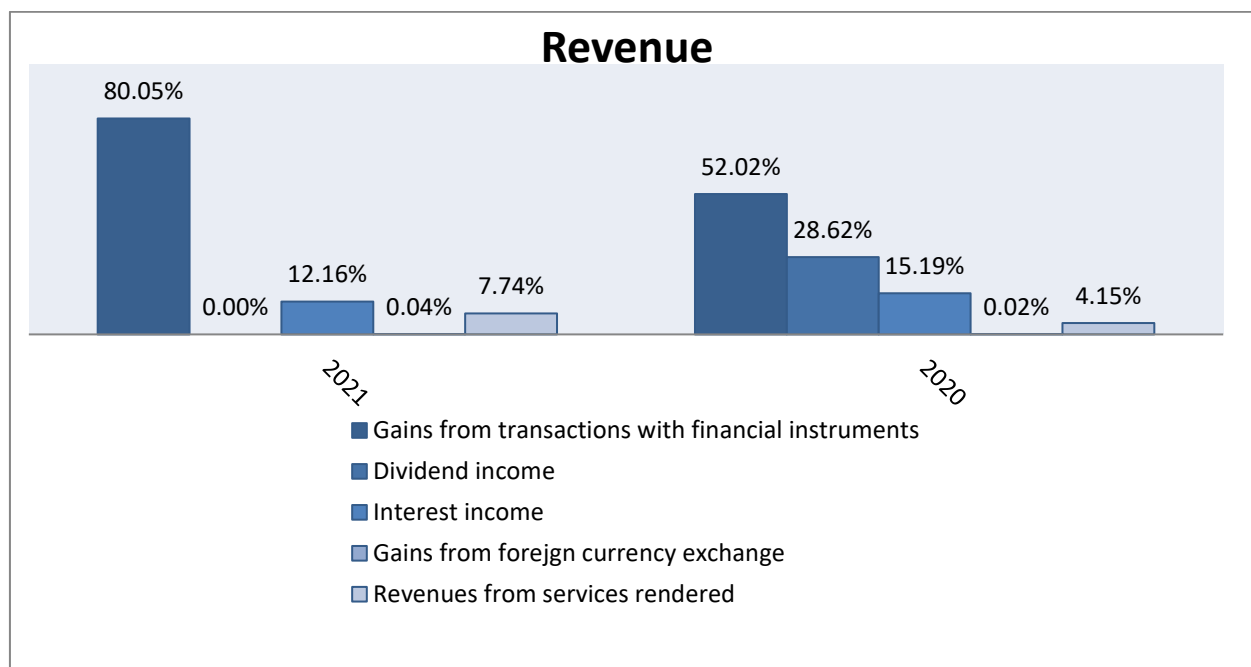 Revenue
80.05%
0.00%
12.16%
0.04%
7.74%
52.02%
28.62%
15.19%
0.02%
4.15%
2021
2020
Gains from transactions with financial instruments
Dividend income
Interest income
Gains from forejgn currency exchange
Revenues from services rendered